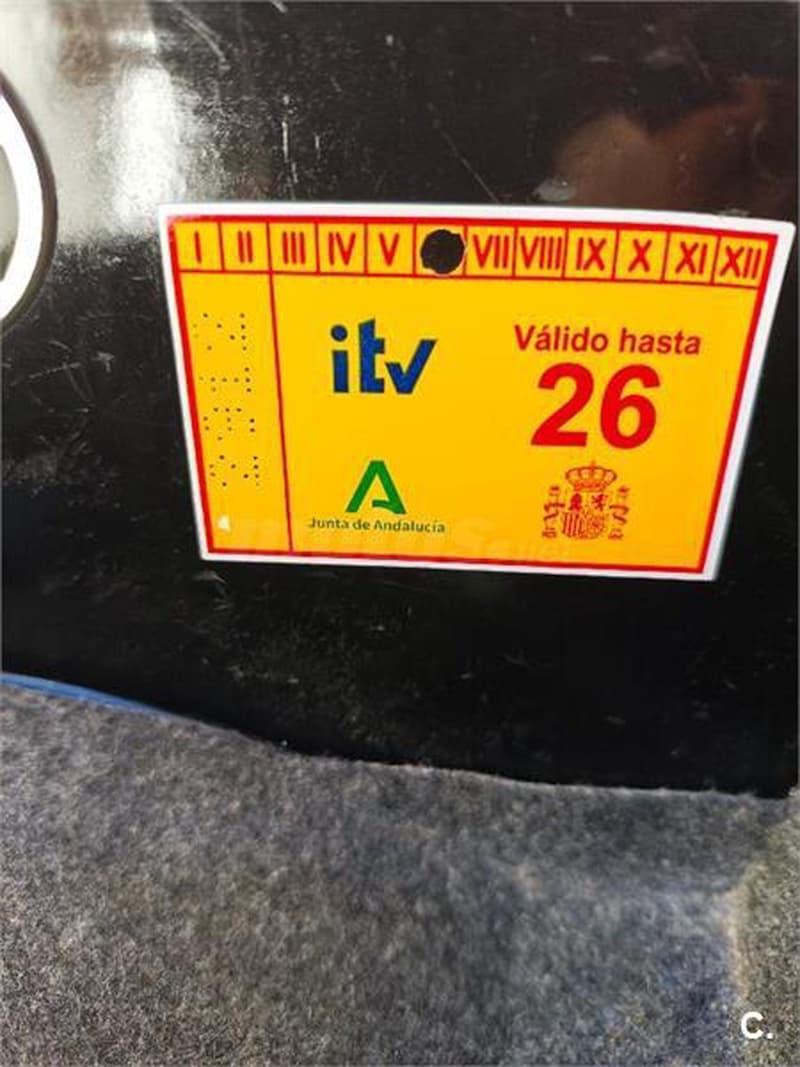 I II III IV V VII VIII IX X XI XII
itv
Válido hasta
26
Junta de Andalucía
C.